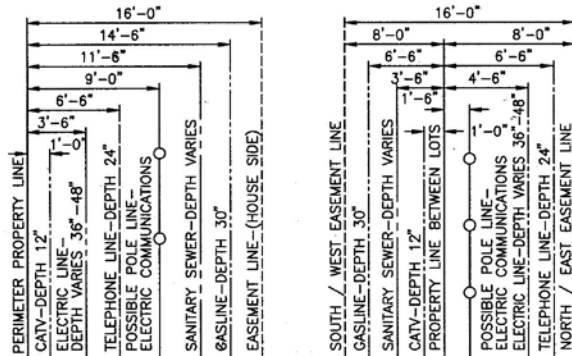 16'-0"
14'-6"
11'-6"
9'-0"
6'-6"
3'-6"
1'-0"
PERIMETER PROPERTY LINE
CATV-DEPTH 12"
ELECTRIC LINE-
DEPTH VARIES 36"-48"
TELEPHONE LINE-DEPTH 24"
POSSIBLE POLE LINE-
ELECTRIC COMMUNICATIONS
SANITARY SEWER-DEPTH VARIES
GASLINE-DEPTH 30"
EASEMENT LINE-(HOUSE SIDE)
16'-0"
8'-0"
8'-0"
6'-6"
6'-6"
3'-6"
4'-6"
1'-6"
1'-0"
SOUTH / WEST EASEMENT LINE
GASLINE-DEPTH 30"
SANITARY SEWER-DEPTH VARIES
CATV-DEPTH 12"
PROPERTY LINE BETWEEN LOTS
POSSIBLE POLE LINE-
ELECTRIC COMMUNICATIONS
ELECTRIC LINE-DEPTH VARIES 36"-48"
TELEPHONE LINE-DEPTH 24"
NORTH / EAST EASEMENT LINE